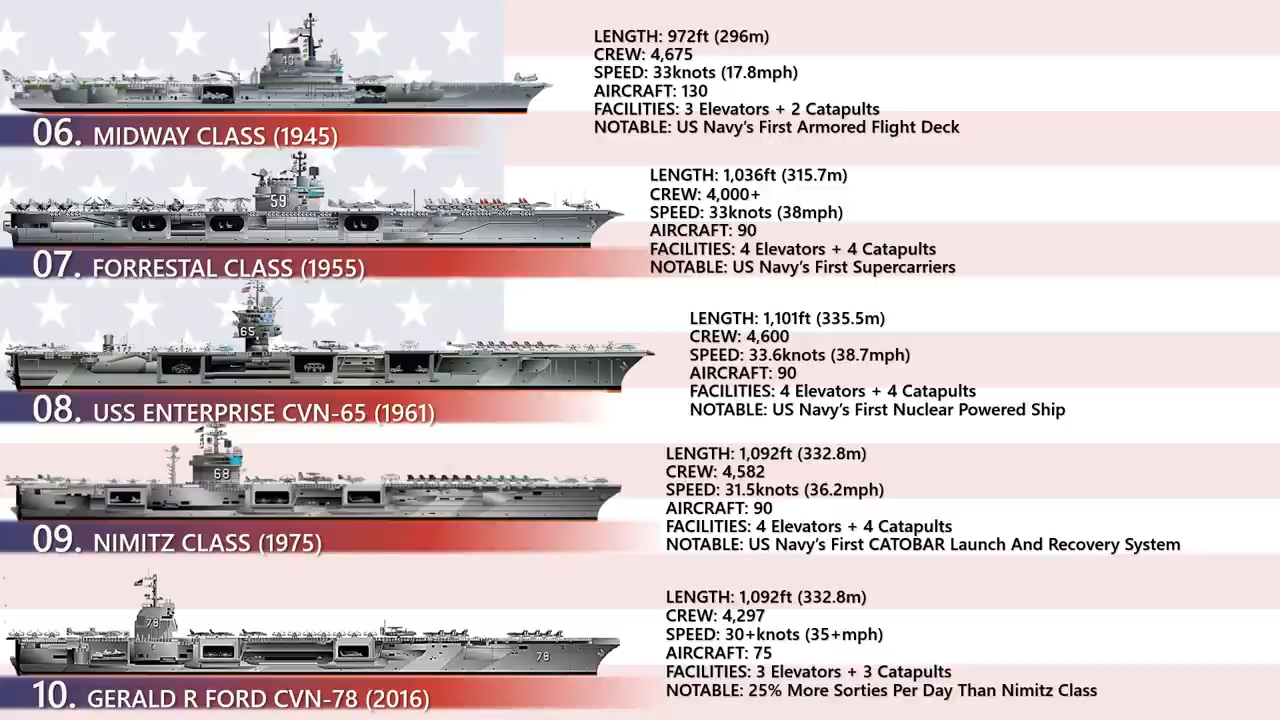 LENGTH: 972ft (296m)
CREW: 4,675
SPEED: 33knots (17.8mph)
AIRCRAFT: 130
FACILITIES: 3 Elevators + 2 Catapults
NOTABLE: US Navy's First Armored Flight Deck
43
06. MIDWAY CLASS (1945)
LENGTH: 1,036ft (315.7m)
CREW: 4,000+
SPEED: 33knots (38mph)
AIRCRAFT: 90
FACILITIES: 4 Elevators + 4 Catapults
NOTABLE: US Navy's First Supercarriers
59
07. FORRESTAL CLASS (1955)
LENGTH: 1,101ft (335.5m)
CREW: 4,600
SPEED: 33.6knots (38.7mph)
AIRCRAFT: 90
FACILITIES: 4 Elevators + 4 Catapults
NOTABLE: US Navy's First Nuclear Powered Ship
65
08. USS ENTERPRISE CVN-65 (1961)
LENGTH: 1,092ft (332.8m)
CREW: 4,582
SPEED: 31.5knots (36.2mph)
AIRCRAFT: 90
FACILITIES: 4 Elevators + 4 Catapults
NOTABLE: US Navy's First CATOBAR Launch And Recovery System
68
09. NIMITZ CLASS (1975)
LENGTH: 1,092ft (332.8m)
CREW: 4,297
SPEED: 30+knots (35+mph)
AIRCRAFT: 75
FACILITIES: 3 Elevators + 3 Catapults
NOTABLE: 25% More Sorties Per Day Than Nimitz Class
78
78
10. GERALD R FORD CVN-78 (2016)